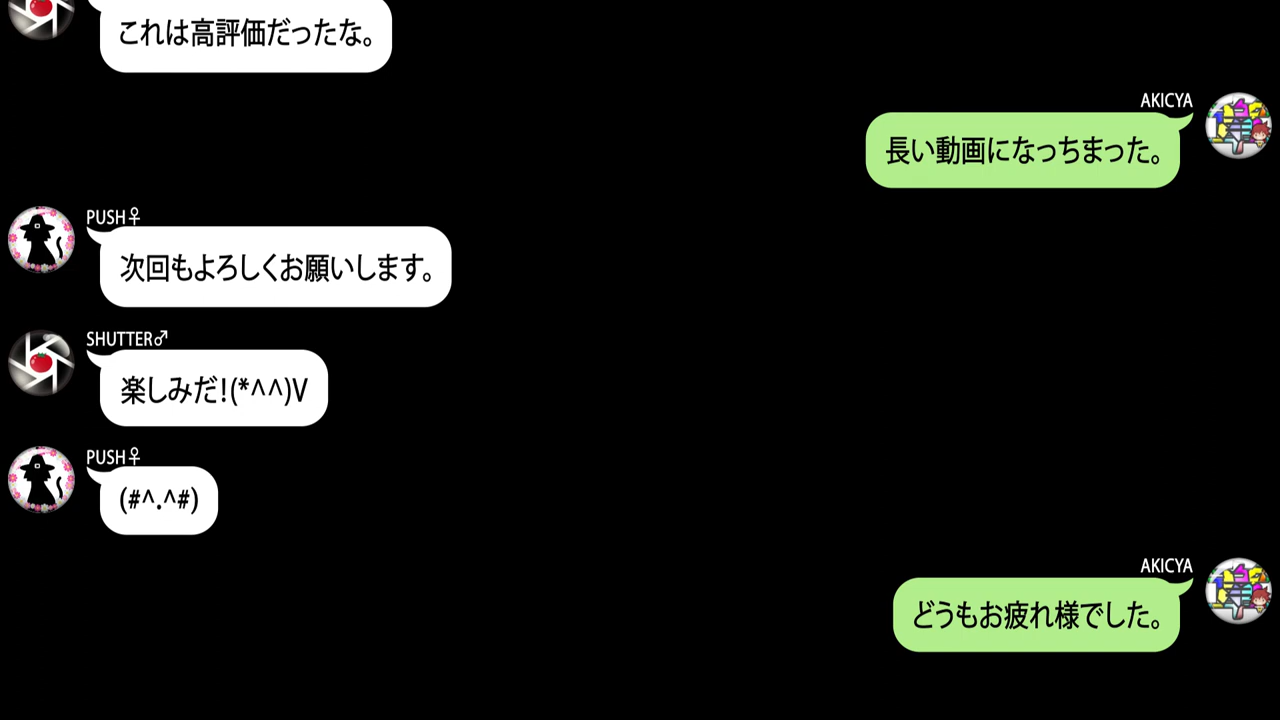 これは高評価だったな。
AKICYA
長い動画になっちまった。
PUSH♀
次回もよろしくお願いします。
SHUTTER♂
楽しみだ!(*^^)V
PUSH♀
(#^.^#)
AKICYA
どうもお疲れ様でした。